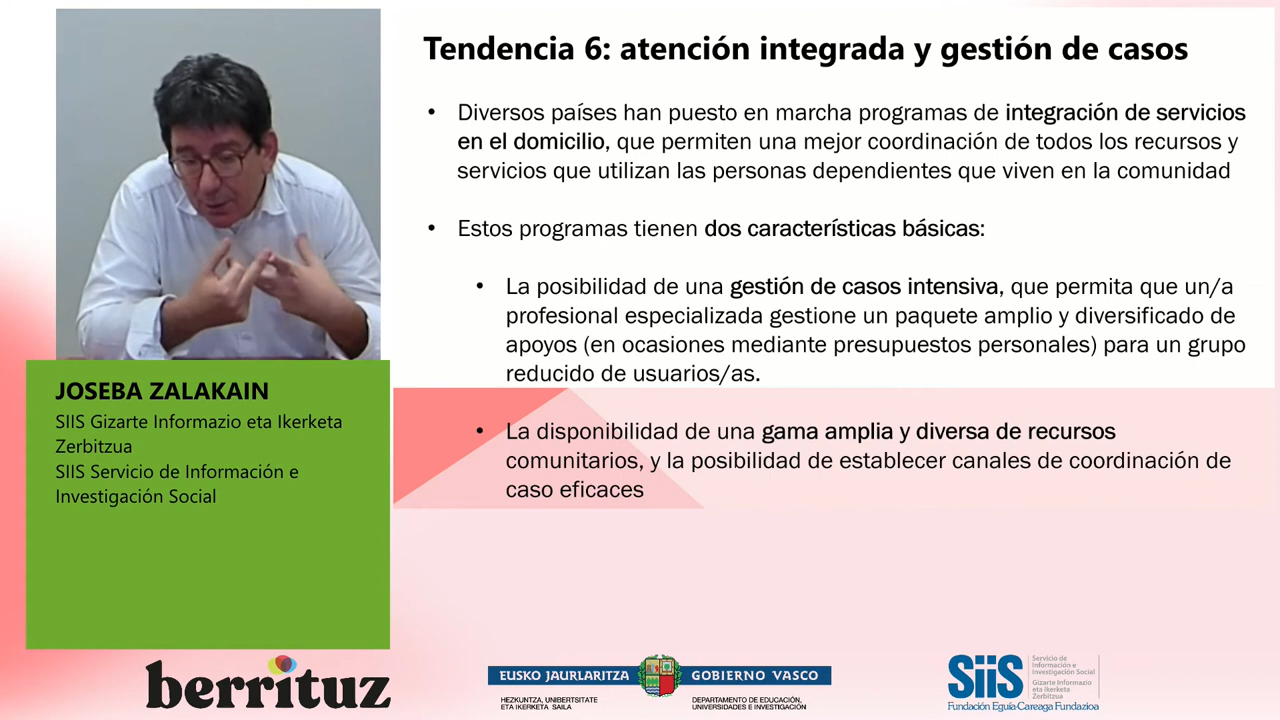 Tendencia 6: atención integrada y gestión de casos
• Diversos países han puesto en marcha programas de integración de servicios
en el domicilio, que permiten una mejor coordinación de todos los recursos y
servicios que utilizan las personas dependientes que viven en la comunidad
• Estos programas tienen dos características básicas:
• La posibilidad de una gestión de casos intensiva, que permita que un/a
profesional especializada gestione un paquete amplio y diversificado de
apoyos (en ocasiones mediante presupuestos personales) para un grupo
reducido de usuarios/as.
• La disponibilidad de una gama amplia y diversa de recursos
comunitarios, y la posibilidad de establecer canales de coordinación de
caso eficaces
JOSEBA ZALAKAIN
SIIS Gizarte Informazio eta Ikerketa
Zerbitzua
SIIS Servicio de Información e
Investigación Social
berrituz
EUSKO JAURLARITZA
GOBIERNO VASCO
HEZKUNTZA, UNIBERTSITATE
ETA IKERKETA SAILA
DEPARTAMENTO DE EDUCACIÓN,
UNIVERSIDADES E INVESTIGACIÓN
SiiS
Servicio de
Información e
Investigación Social
Gizarte Informazio
eta Ikerketa
Zerbitzua
Fundación Eguía-Careaga Fundazioa